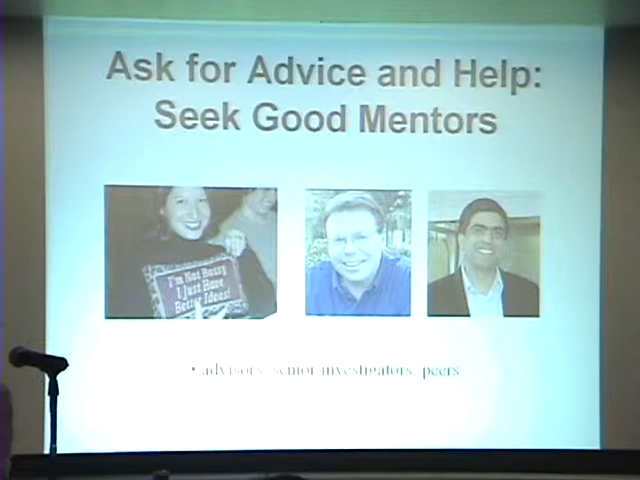 Ask for Advice and Help:
Seek Good Mentors
I'm Not Bossy
I Just Have
Better Ideas!
• advisors, senior investigators, peers